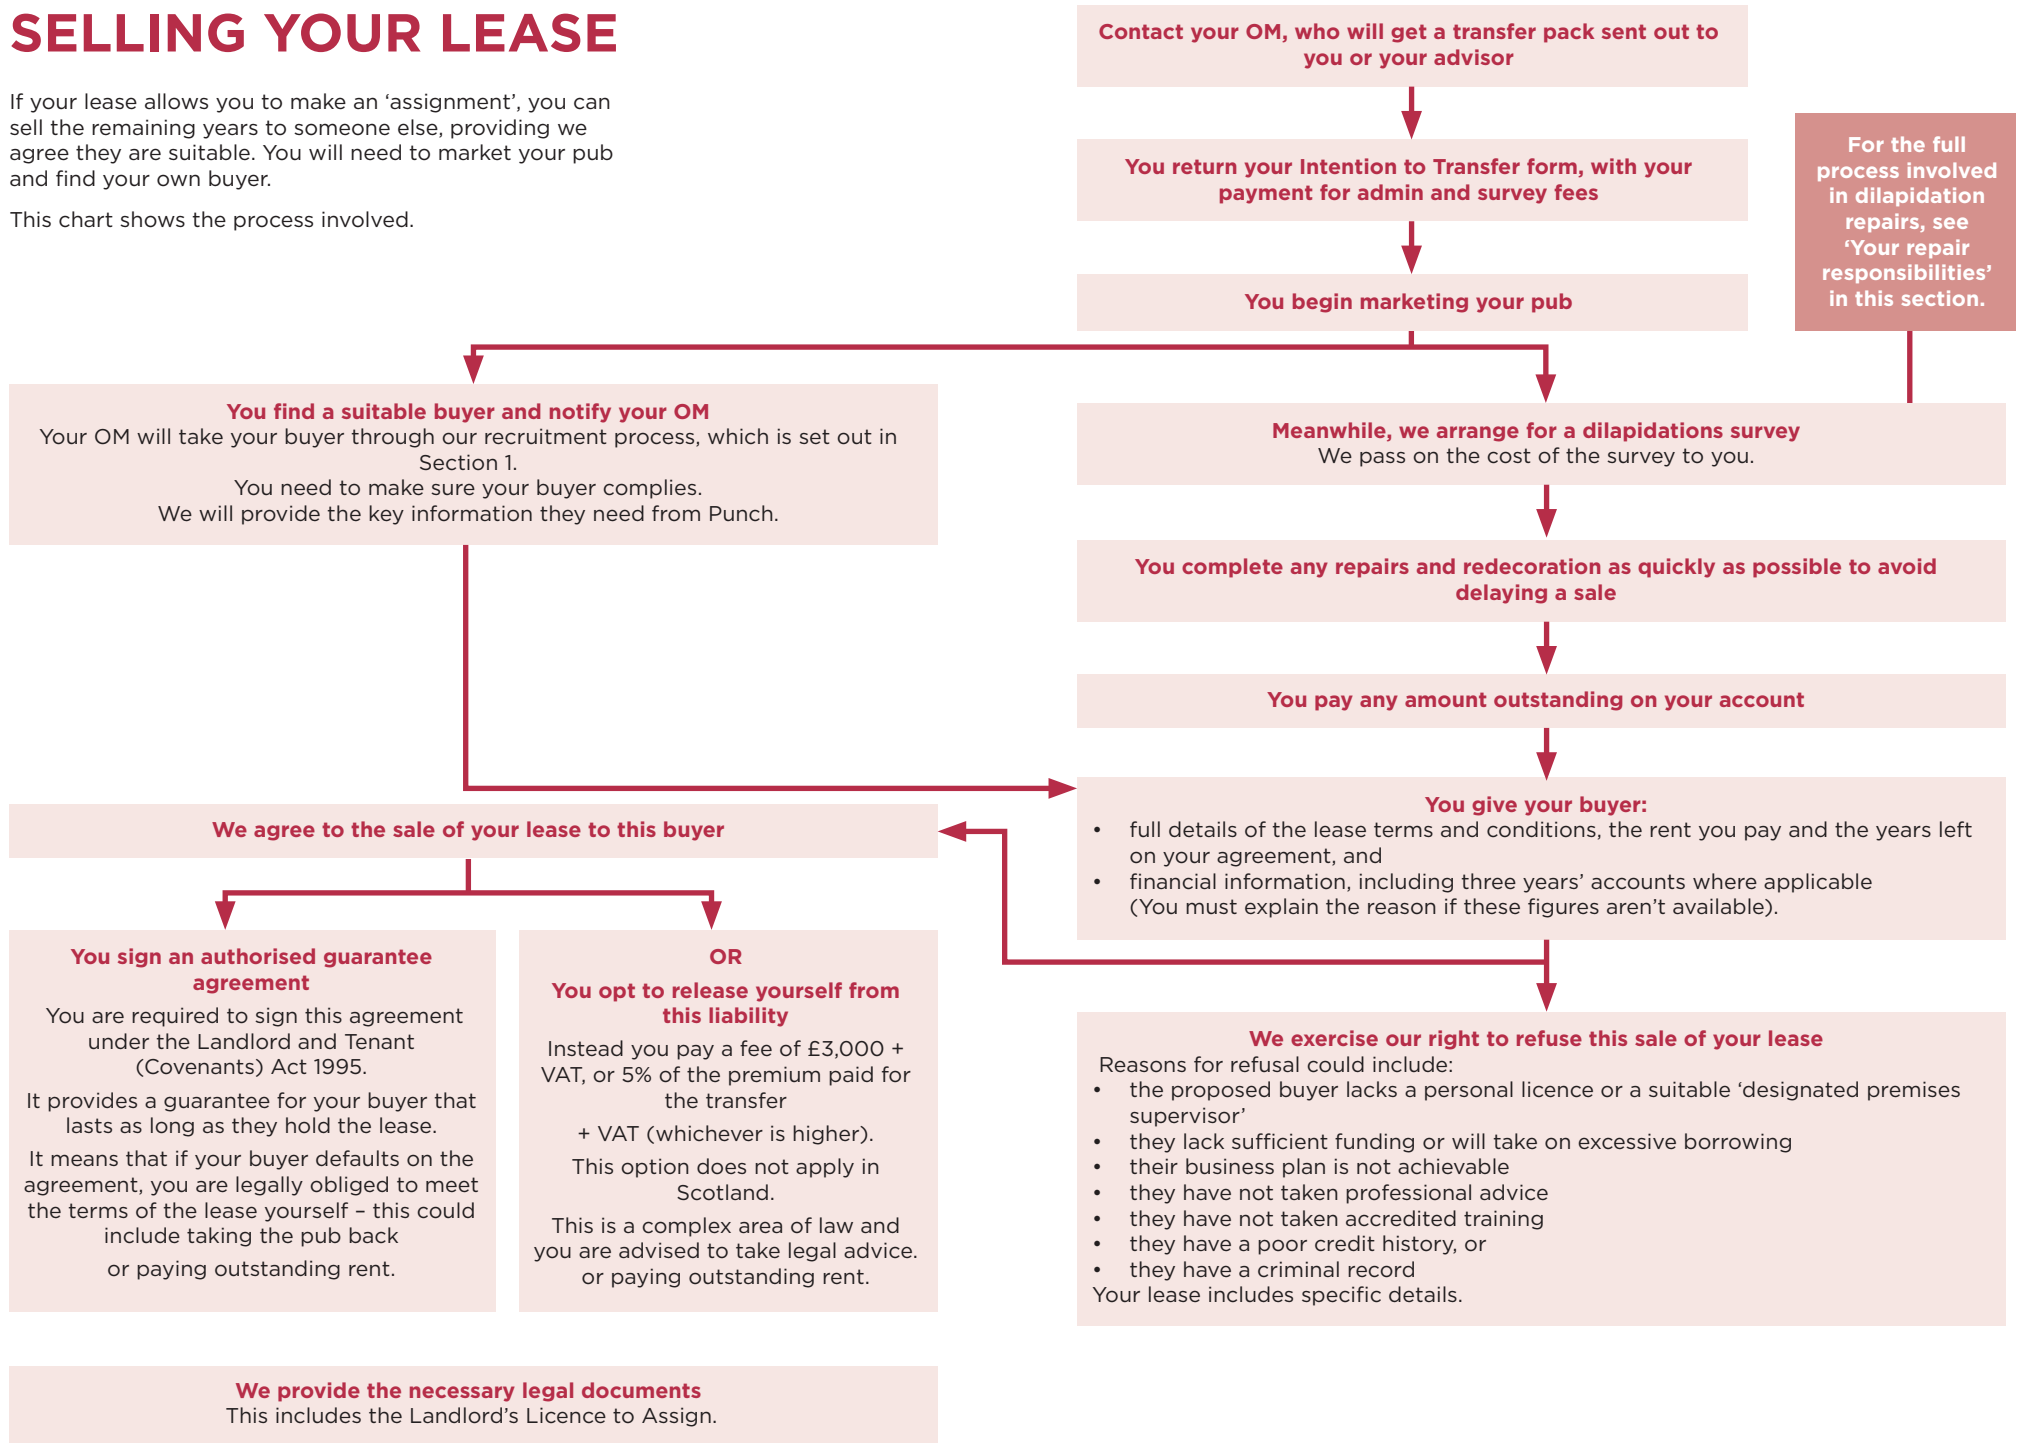 SELLING YOUR LEASE
If your lease allows you to make an ‘assignment’, you can
sell the remaining years to someone else, providing we
agree they are suitable. You will need to market your pub
and find your own buyer.
This chart shows the process involved.
Contact your OM, who will get a transfer pack sent out to
you or your advisor
You return your Intention to Transfer form, with your
payment for admin and survey fees
You begin marketing your pub
For the full
process involved
in dilapidation
repairs, see
‘Your repair
responsibilities’
in this section.
You find a suitable buyer and notify your OM
Your OM will take your buyer through our recruitment process, which is set out in
Section 1.
You need to make sure your buyer complies.
We will provide the key information they need from Punch.
Meanwhile, we arrange for a dilapidations survey
We pass on the cost of the survey to you.
You complete any repairs and redecoration as quickly as possible to avoid
delaying a sale
You pay any amount outstanding on your account
You give your buyer:
• full details of the lease terms and conditions, the rent you pay and the years left
on your agreement, and
• financial information, including three years’ accounts where applicable
(You must explain the reason if these figures aren’t available).
We agree to the sale of your lease to this buyer
You sign an authorised guarantee
agreement
You are required to sign this agreement
under the Landlord and Tenant
(Covenants) Act 1995.
It provides a guarantee for your buyer that
lasts as long as they hold the lease.
It means that if your buyer defaults on the
agreement, you are legally obliged to meet
the terms of the lease yourself – this could
include taking the pub back
or paying outstanding rent.
OR
You opt to release yourself from
this liability
Instead you pay a fee of £3,000 +
VAT, or 5% of the premium paid for
the transfer
+ VAT (whichever is higher).
This option does not apply in
Scotland.
This is a complex area of law and
you are advised to take legal advice.
or paying outstanding rent.
We exercise our right to refuse this sale of your lease
Reasons for refusal could include:
• the proposed buyer lacks a personal licence or a suitable ‘designated premises
supervisor’
• they lack sufficient funding or will take on excessive borrowing
• their business plan is not achievable
• they have not taken professional advice
• they have not taken accredited training
• they have a poor credit history, or
• they have a criminal record
Your lease includes specific details.
We provide the necessary legal documents
This includes the Landlord’s Licence to Assign.